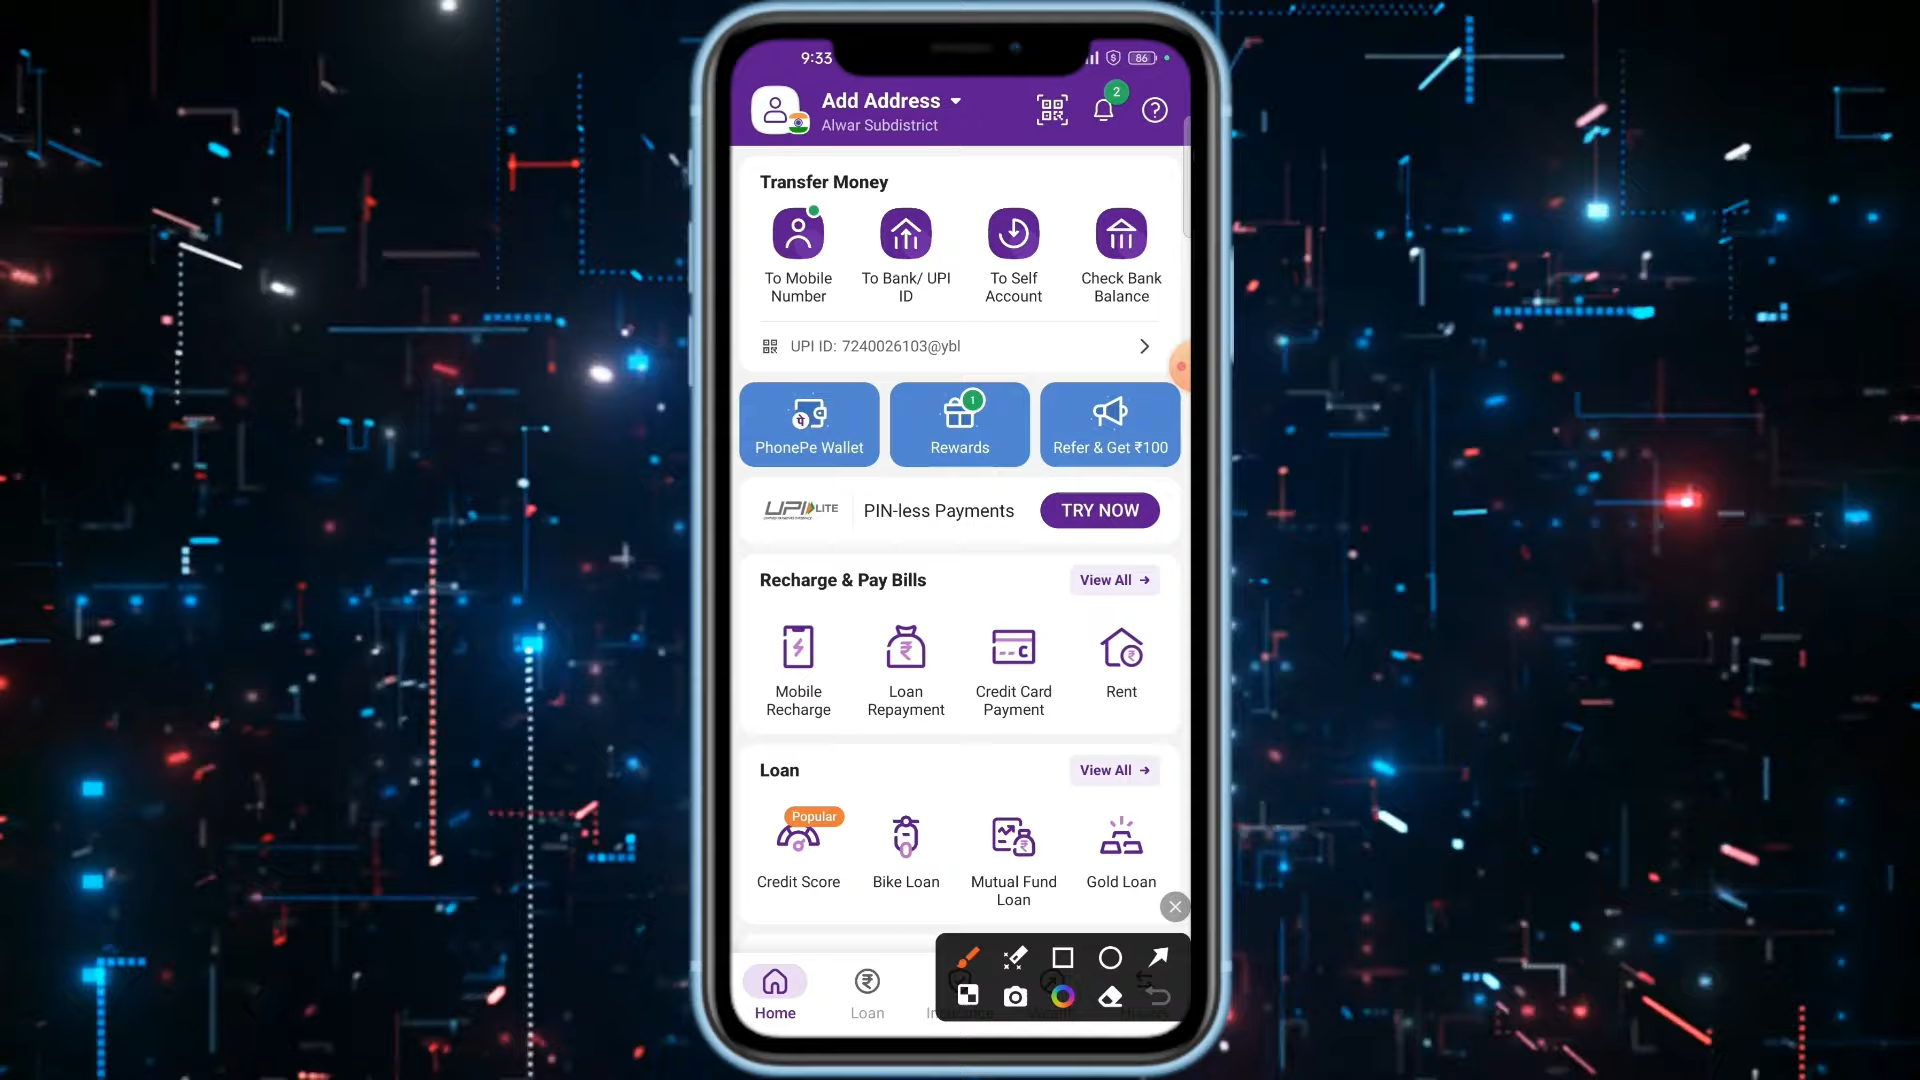 9:33
86
Add Address
Alwar Subdistrict
2
Transfer Money
To Mobile
Number
To Bank/ UPI
ID
To Self
Account
Check Bank
Balance
UPI ID: 7240026103@ybl
पे
PhonePe Wallet
1
Rewards
Refer & Get ₹100
UPI LITE
PIN-less Payments
TRY NOW
Recharge & Pay Bills
View All
Mobile
Recharge
Loan
Repayment
Credit Card
Payment
Rent
Loan
View All
Popular
Credit Score
Bike Loan
Mutual Fund
Loan
Gold Loan
Home
Loan